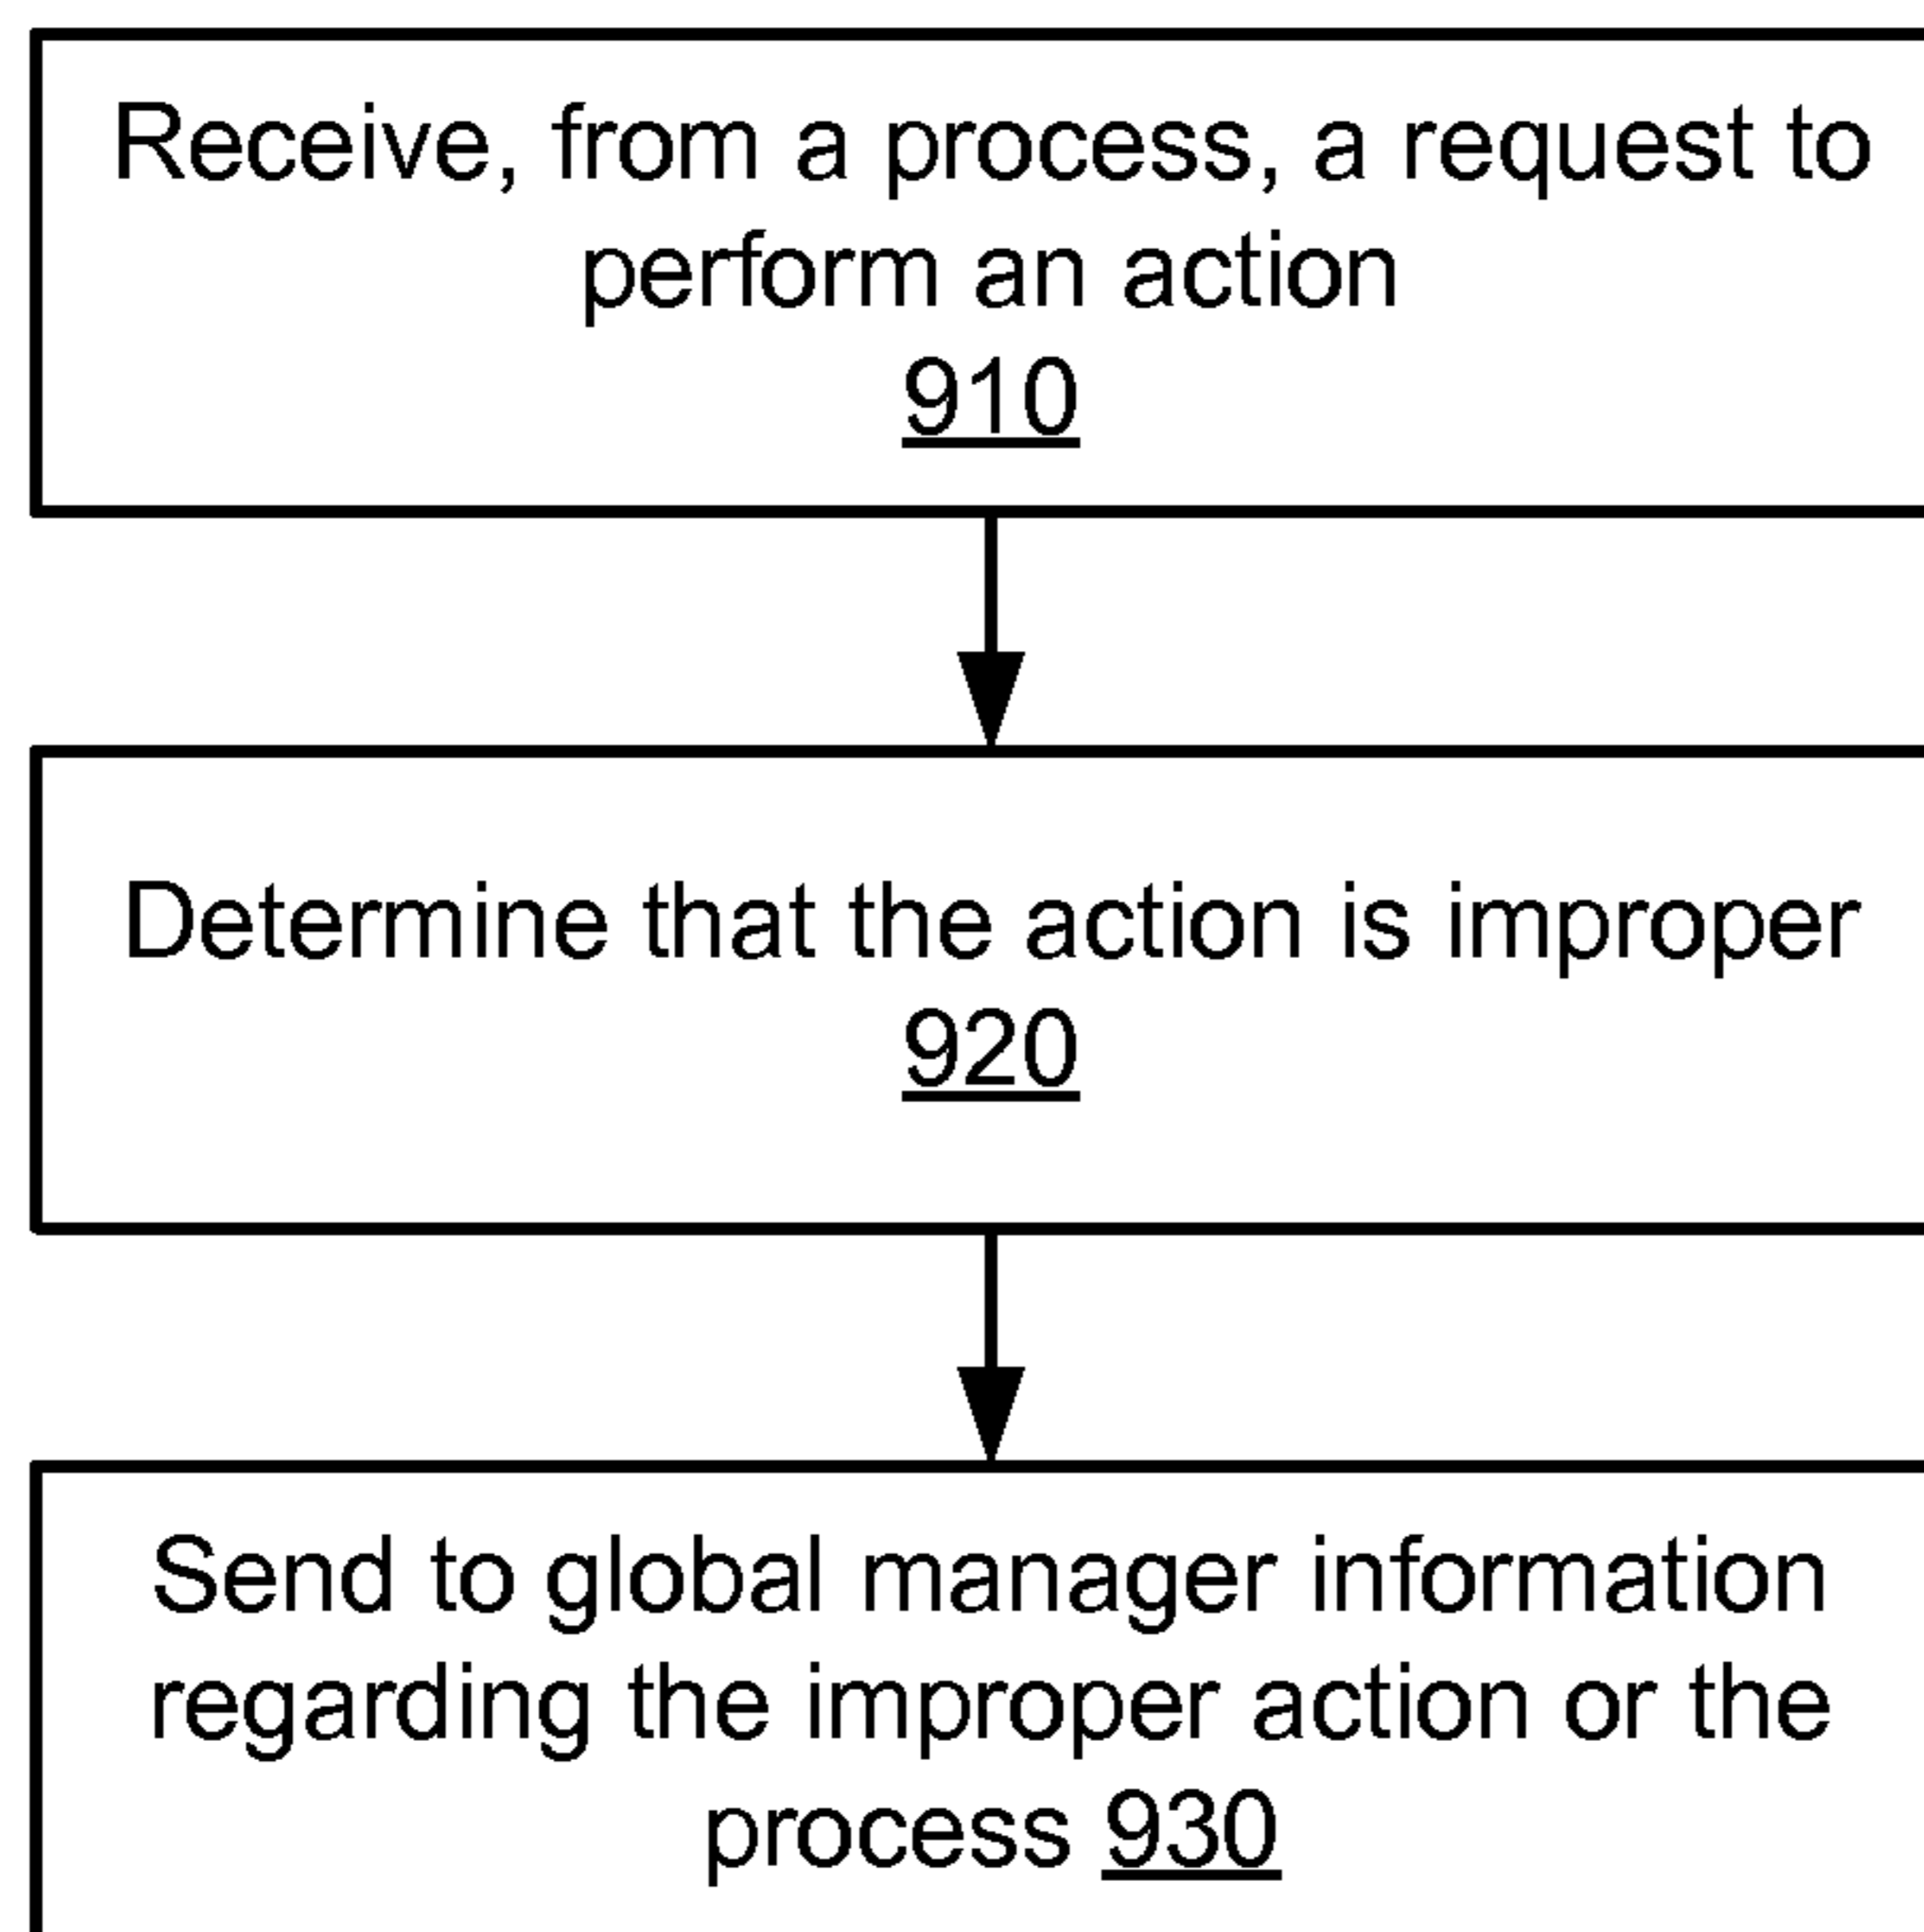 Receive, from a process, a request to
perform an action
910
Determine that the action is improper
920
Send to global manager information
regarding the improper action or the
process 930